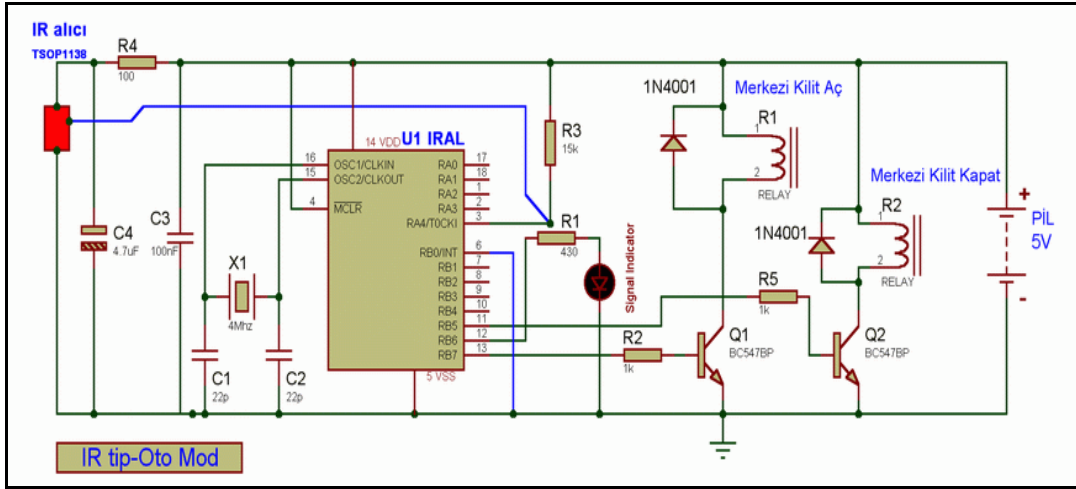 IR alıcı
TSOP1138
R4
100
C4
4.7uF
C3
100nF
X1
4Mhz
C1
22p
C2
22p
14 VDD
U1 IRAL
16
15
4
OSC1/CLKIN
OSC2/CLKOUT
MCLR
RA0
RA1
RA2
RA3
RA4/T0CKI
RB0/INT
RB1
RB2
RB3
RB4
RB5
RB6
RB7
17
18
1
2
3
6
7
8
9
10
11
12
13
5 VSS
R3
15k
R1
430
Signal Indicator
R2
1k
R5
1k
1N4001
Merkezi Kilit Aç
R1
1
2
RELAY
Merkezi Kilit Kapat
1N4001
R2
1
2
RELAY
Q1
BC547BP
Q2
BC547BP
+
PİL
5V
-
IR tip-Oto Mod